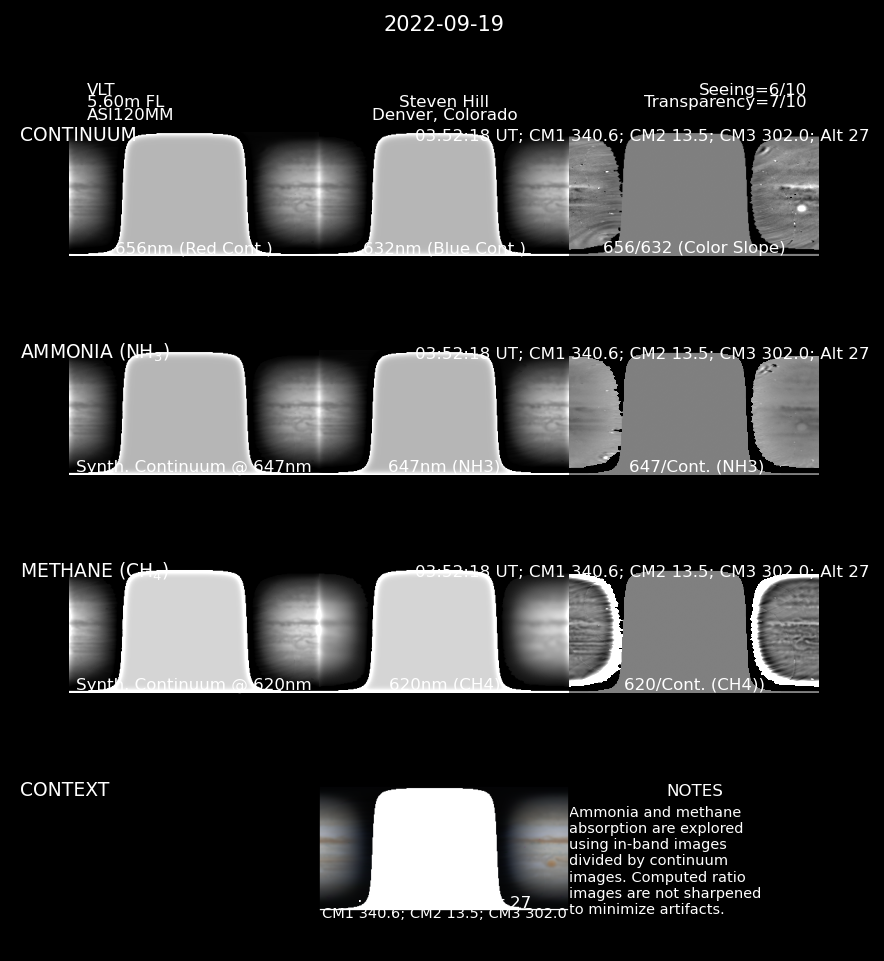 2022-09-19
VLT
5.60m FL
ASI120MM
Steven Hill
Denver, Colorado
Seeing=6/10
Transparency=7/10
CONTINUUM
03:52:18 UT; CM1 340.6; CM2 13.5; CM3 302.0; Alt 27
656nm (Red Cont.)
632nm (Blue Cont.)
656/632 (Color Slope)
AMMONIA (NH₃)
03:52:18 UT; CM1 340.6; CM2 13.5; CM3 302.0; Alt 27
Synth. Continuum @ 647nm
647nm (NH3)
647/Cont. (NH3)
METHANE (CH₄)
03:52:18 UT; CM1 340.6; CM2 13.5; CM3 302.0; Alt 27
Synth. Continuum @ 620nm
620nm (CH4)
620/Cont. (CH4))
CONTEXT
27
CM1 340.6; CM2 13.5; CM3 302.0
NOTES
Ammonia and methane
absorption are explored
using in-band images
divided by continuum
images. Computed ratio
images are not sharpened
to minimize artifacts.